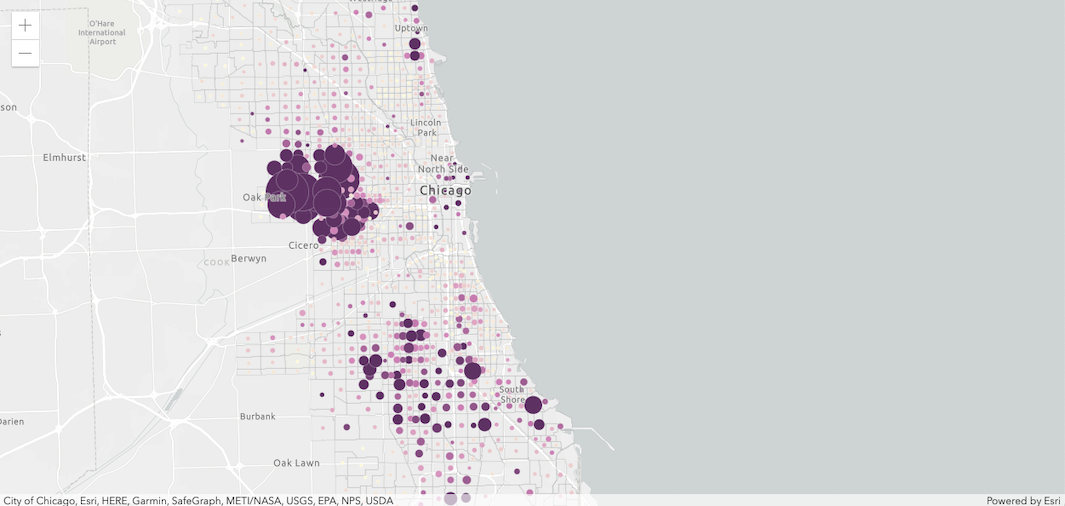 Uptown
O'Hare
International
Airport
son
Lincoln
Park
Elmhurst
Near
North Side
Chicago
Oak Park
Cicero
COOK
Berwyn
South
Shore
Burbank
Darien
Oak Lawn
City of Chicago, Esri, HERE, Garmin, SafeGraph, METI/NASA, USGS, EPA, NPS, USDA
Powered by Esri